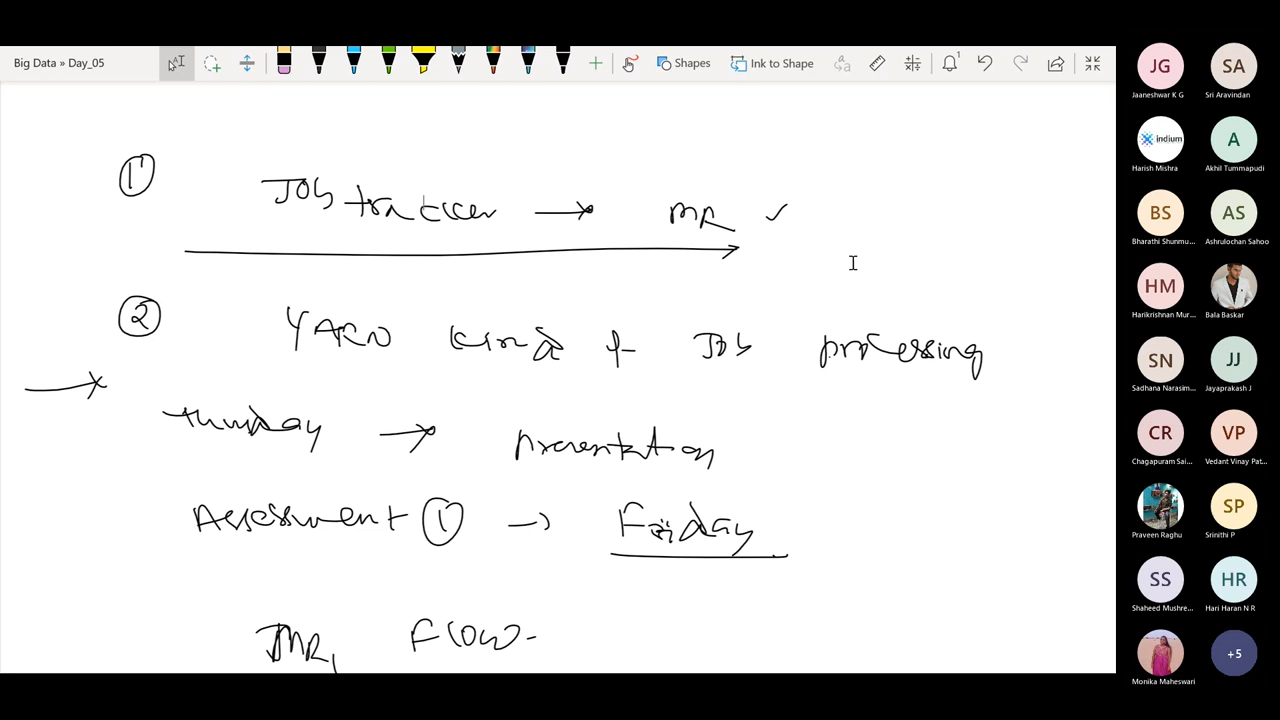 Big Data » Day_05
Shapes
Ink to Shape
1
① Job tracker → MR ✓
② YARN kind of Job processing
→
Thursday → presentation
Assessment ① → Friday
MR, Flow-
JG SA
Jaaneshwar K G Sri Aravindan
indium A
Harish Mishra Akhil Tummapudi
BS AS
Bharathi Shunmu... Ashrulochan Sahoo
HM
Harikrishnan Mur... Bala Baskar
SN JJ
Sadhana Narasim... Jayaprakash J
CR VP
Chagapuram Sai... Vedant Vinay Pat...
SP
Praveen Raghu Srinithi P
SS HR
Shaheed Mushre... Hari Haran N R
+5
Monika Maheswari